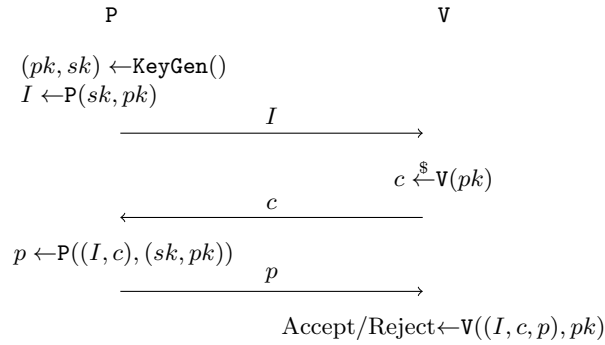 P V
(pk, sk) ←KeyGen()
I ←P(sk, pk)
I
c $← V(pk)
c
p ←P((I, c), (sk, pk))
p
Accept/Reject←V((I, c, p), pk)